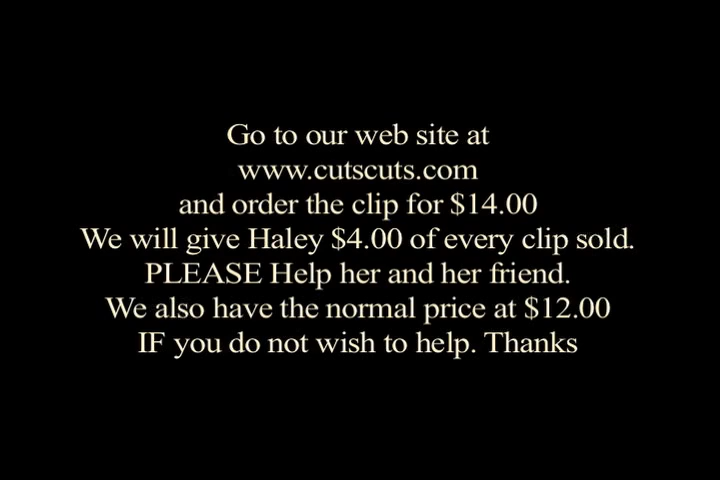 Go to our web site at
www.cutscuts.com
and order the clip for $14.00
We will give Haley $4.00 of every clip sold.
PLEASE Help her and her friend.
We also have the normal price at $12.00
IF you do not wish to help. Thanks